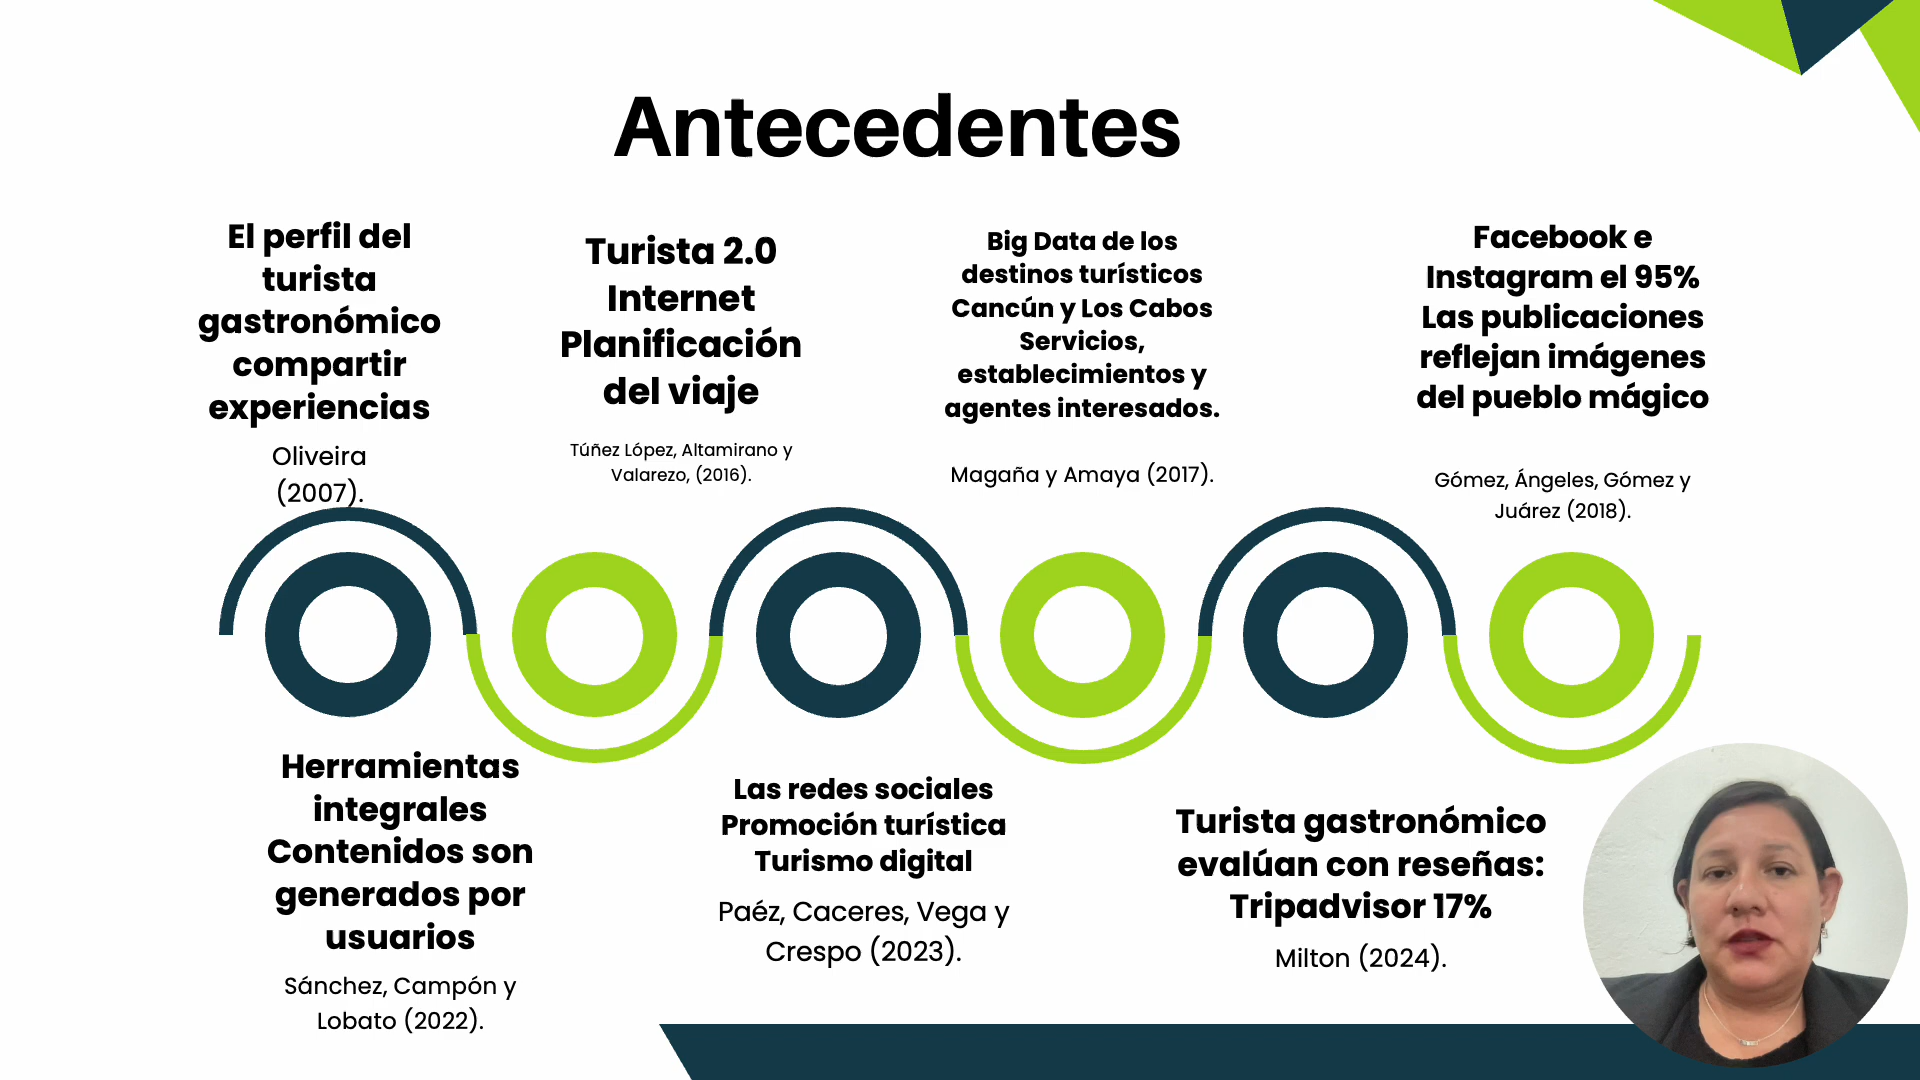 Antecedentes
El perfil del
turista
gastronómico
compartir
experiencias
Oliveira
(2007).
Turista 2.0
Internet
Planificación
del viaje
Túñez López, Altamirano y
Valarezo, (2016).
Big Data de los
destinos turísticos
Cancún y Los Cabos
Servicios,
establecimientos y
agentes interesados.
Magaña y Amaya (2017).
Facebook e
Instagram el 95%
Las publicaciones
reflejan imágenes
del pueblo mágico
Gómez, Ángeles, Gómez y
Juárez (2018).
Herramientas
integrales
Contenidos son
generados por
usuarios
Sánchez, Campón y
Lobato (2022).
Las redes sociales
Promoción turística
Turismo digital
Paéz, Caceres, Vega y
Crespo (2023).
Turista gastronómico
evalúan con reseñas:
Tripadvisor 17%
Milton (2024).